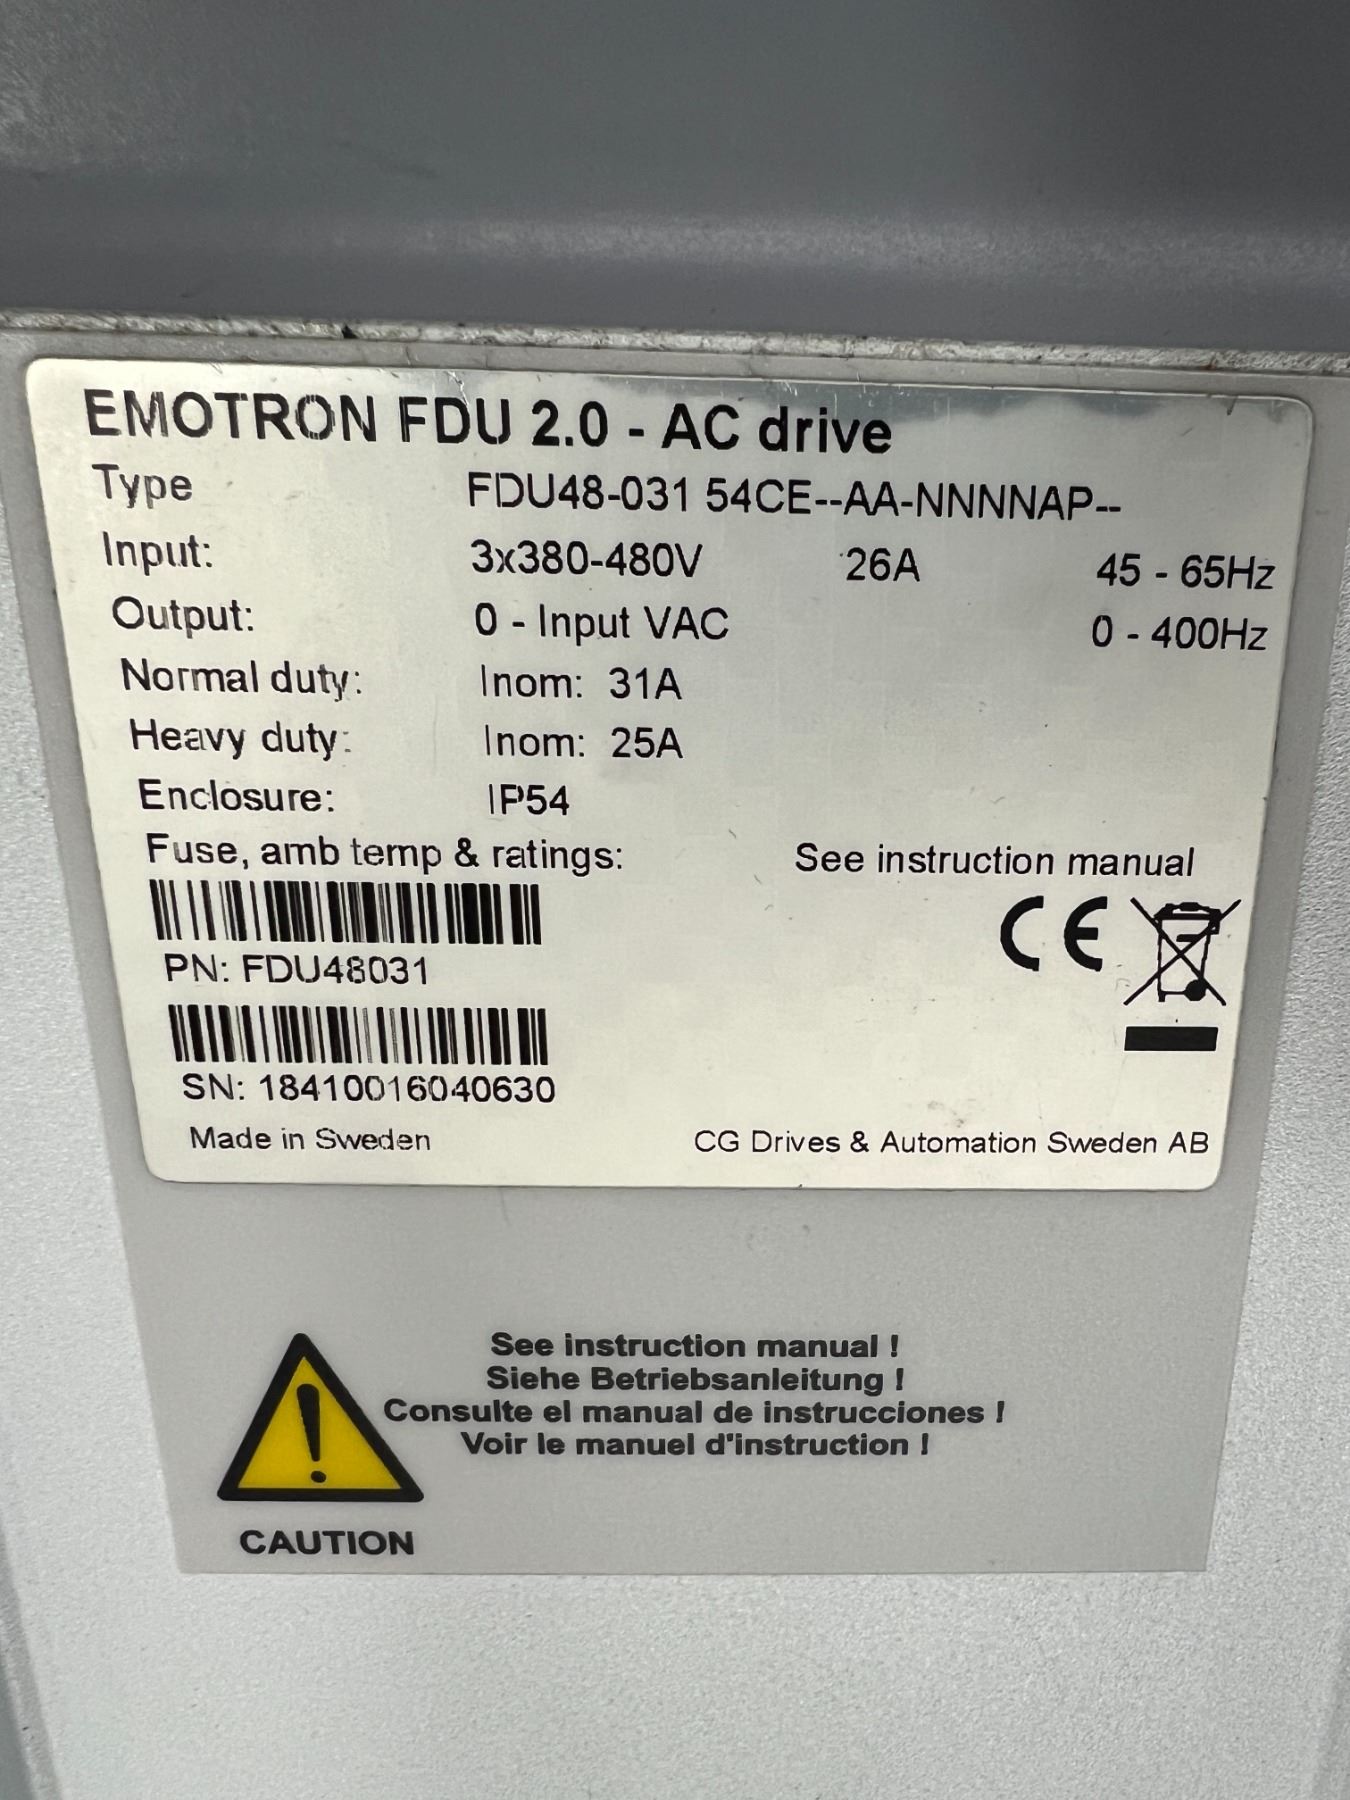 EMOTRON FDU 2.0 - AC drive
Type FDU48-031 54CE--AA-NNNNAP--
Input: 3x380-480V 26A 45 - 65Hz
Output: 0 - Input VAC 0 - 400Hz
Normal duty: Inom: 31A
Heavy duty: Inom: 25A
Enclosure: IP54
Fuse, amb temp & ratings: See instruction manual
CE
PN: FDU48031
SN: 18410016040630
Made in Sweden CG Drives & Automation Sweden AB
See instruction manual !
Siehe Betriebsanleitung !
Consulte el manual de instrucciones !
Voir le manuel d'instruction !
CAUTION